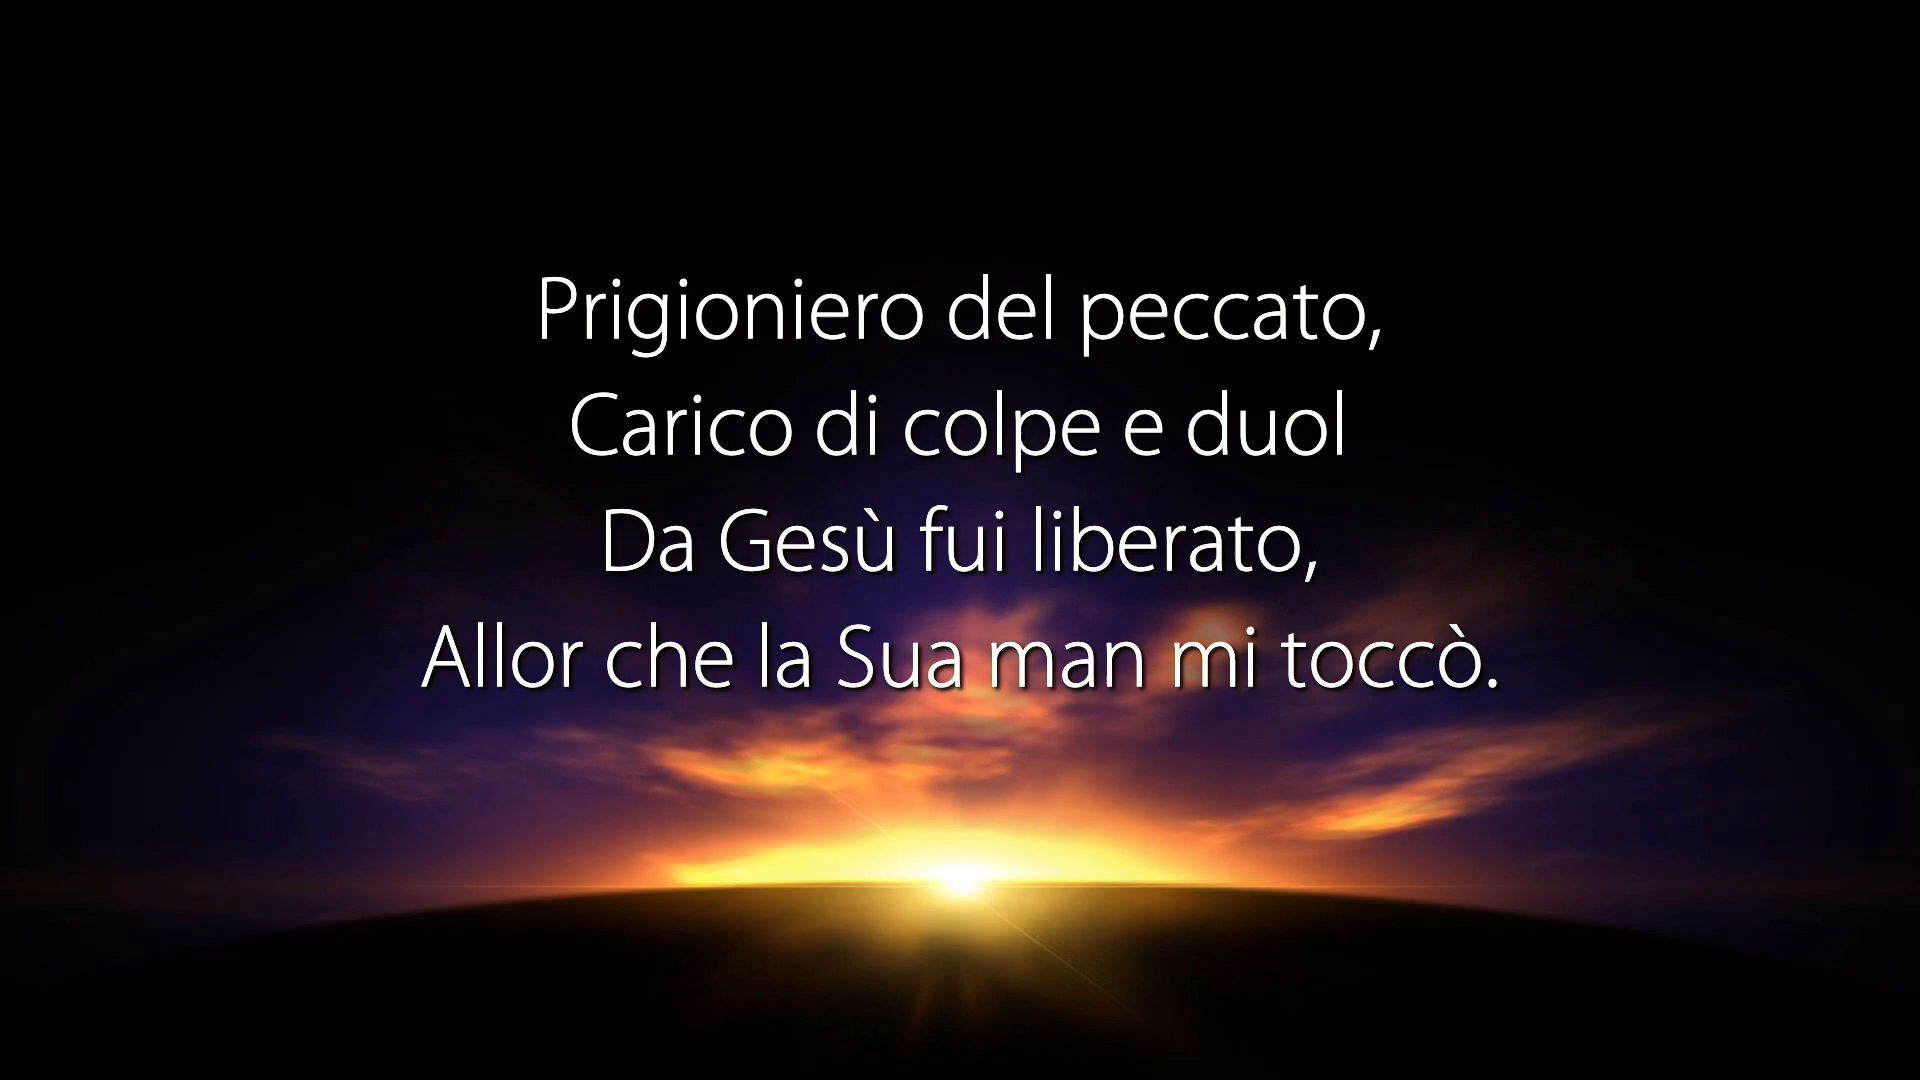 Prigioniero del peccato,
Carico di colpe e duol
Da Gesù fui liberato,
Allor che la Sua man mi toccò.